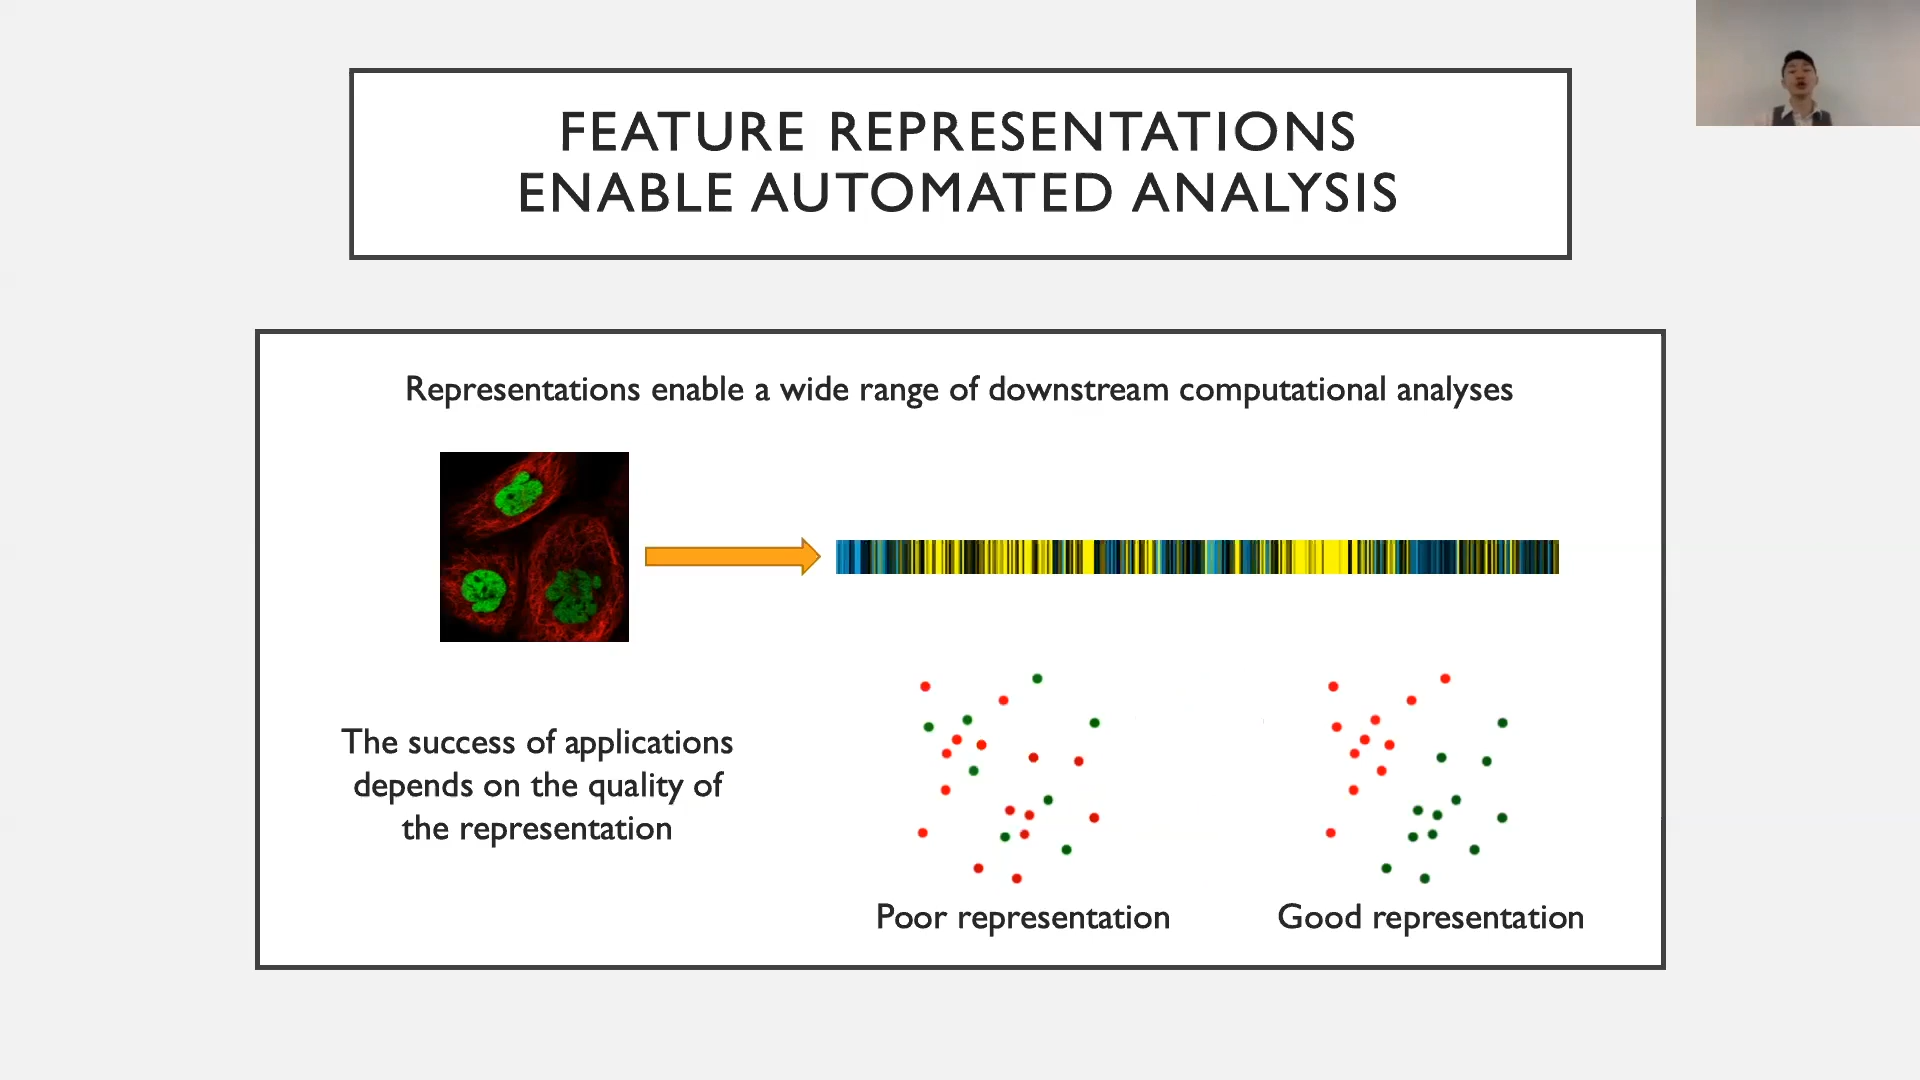 FEATURE REPRESENTATIONS
ENABLE AUTOMATED ANALYSIS
Representations enable a wide range of downstream computational analyses
The success of applications
depends on the quality of
the representation
Poor representation
Good representation